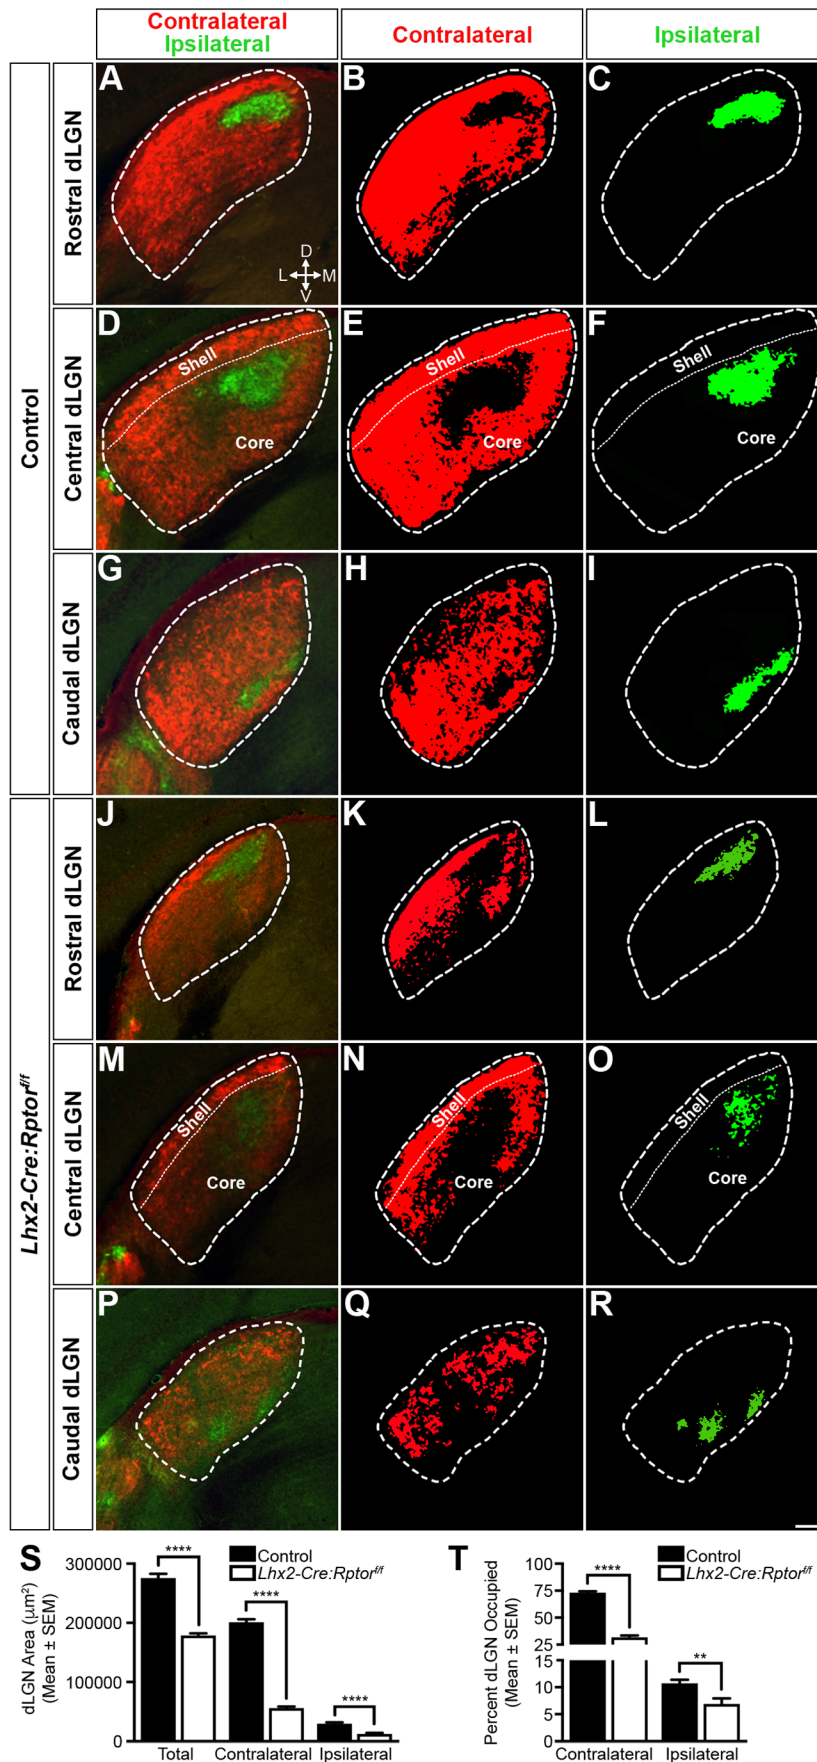 Contralateral
Ipsilateral
Contralateral
Ipsilateral
Control
Rostral dLGN
A
D
L M
V
B
C
Central dLGN
D
Shell
Core
E
Shell
Core
F
Shell
Core
Caudal dLGN
G
H
I
Lhx2-Cre:Rptorf/f
Rostral dLGN
J
K
L
Central dLGN
M
Shell
Core
N
Shell
Core
O
Shell
Core
Caudal dLGN
P
Q
R
S
dLGN Area (µm²)
(Mean ± SEM)
300000
200000
100000
0
****
****
****
Control
Lhx2-Cre:Rptorf/f
Total
Contralateral
Ipsilateral
T
Percent dLGN Occupied
(Mean ± SEM)
100
75
50
25
15
10
5
0
****
**
Control
Lhx2-Cre:Rptorf/f
Contralateral
Ipsilateral